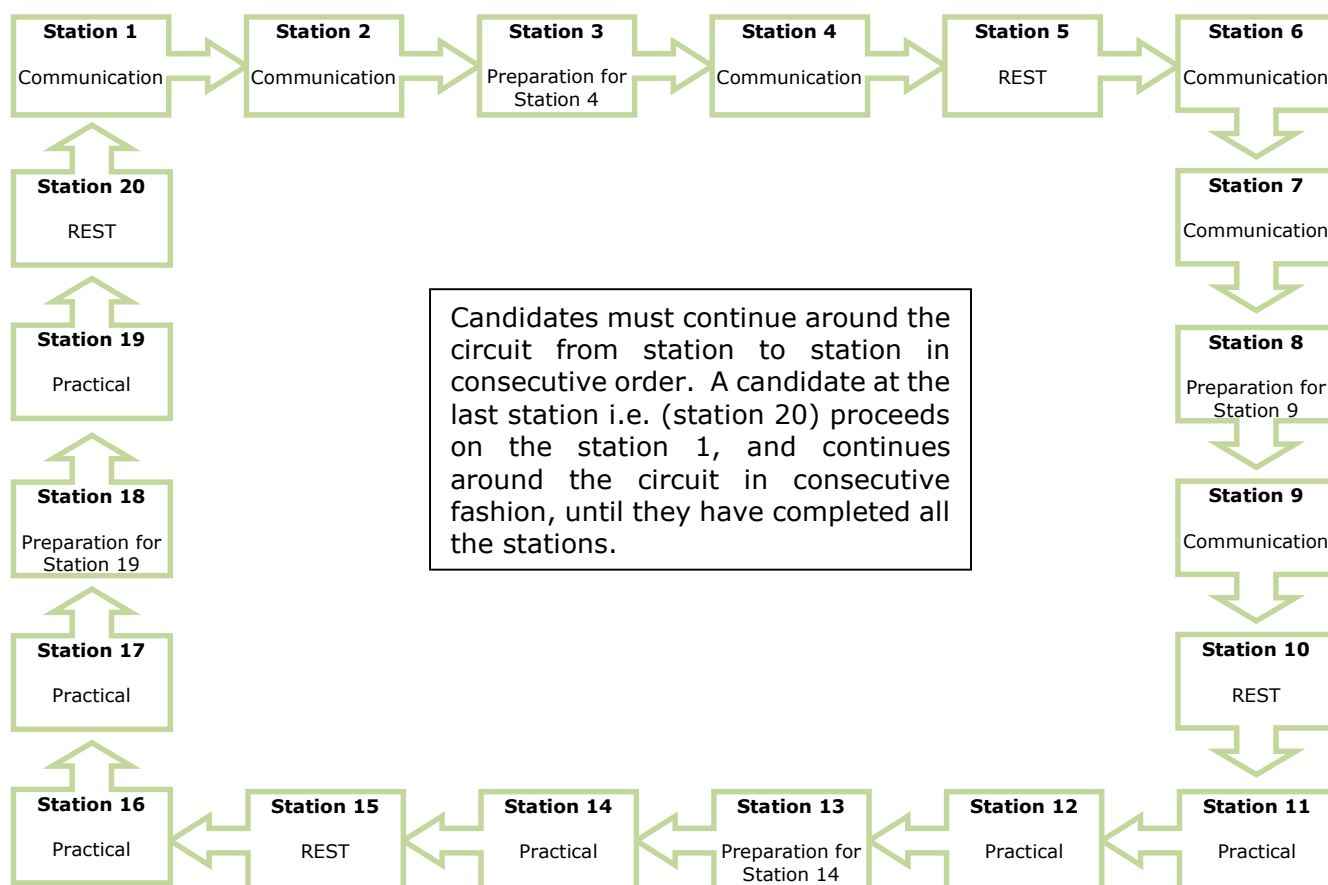 Station 1
Communication
Station 2
Communication
Station 3
Preparation for
Station 4
Station 4
Communication
Station 5
REST
Station 6
Communication
Station 7
Communication
Station 8
Preparation for
Station 9
Station 9
Communication
Station 10
REST
Station 11
Practical
Station 12
Practical
Station 13
Preparation for
Station 14
Station 14
Practical
Station 15
REST
Station 16
Practical
Station 17
Practical
Station 18
Preparation for
Station 19
Station 19
Practical
Station 20
REST
Candidates must continue around the
circuit from station to station in
consecutive order. A candidate at the
last station i.e. (station 20) proceeds
on the station 1, and continues
around the circuit in consecutive
fashion, until they have completed all
the stations.